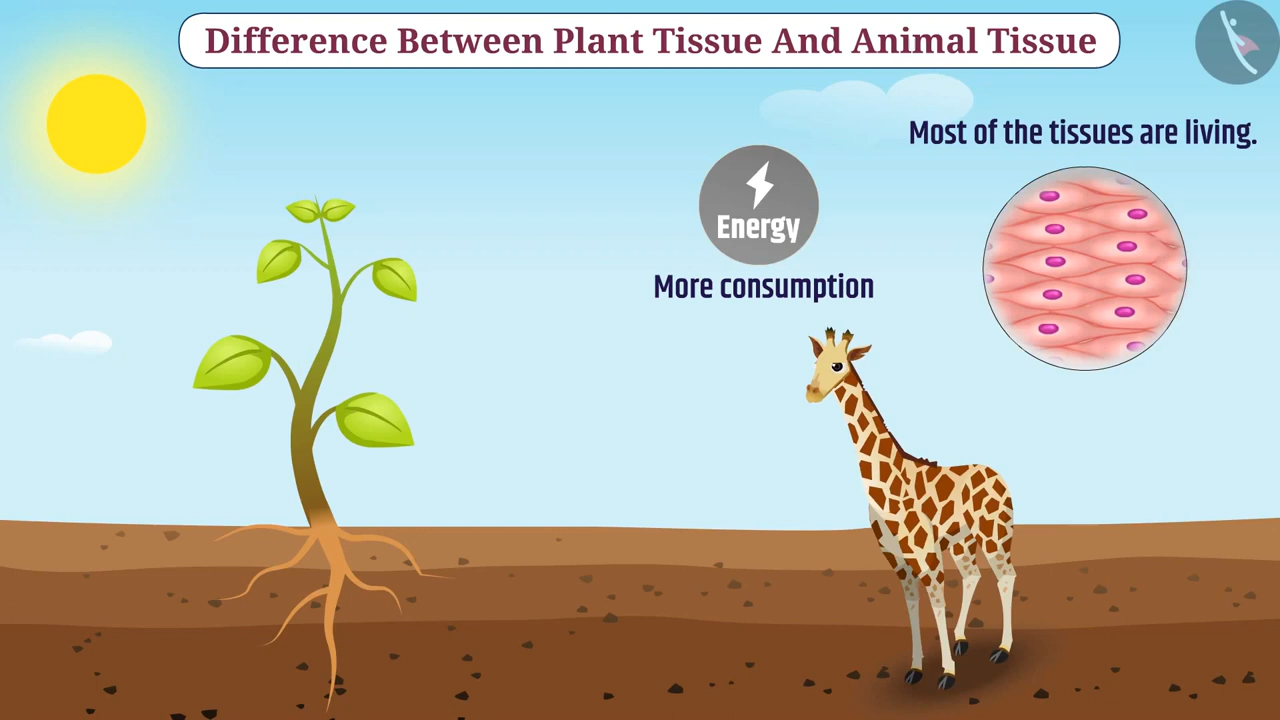 Difference Between Plant Tissue And Animal Tissue
Most of the tissues are living.
Energy
More consumption